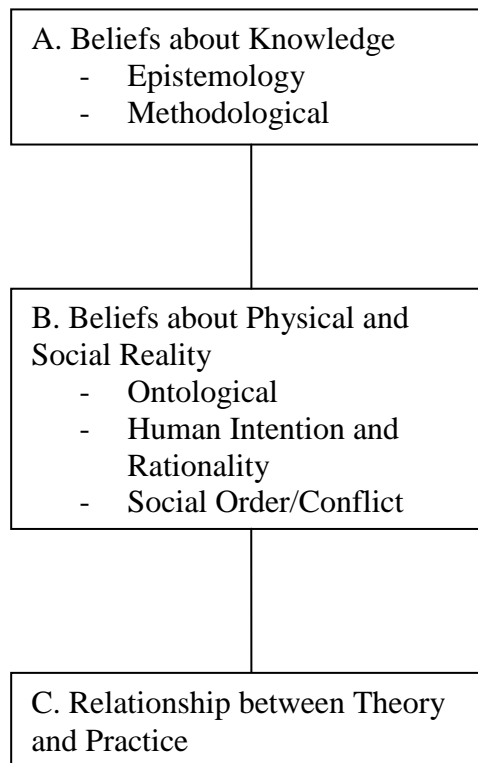 A. Beliefs about Knowledge
- Epistemology
- Methodological
B. Beliefs about Physical and
Social Reality
- Ontological
- Human Intention and
Rationality
- Social Order/Conflict
C. Relationship between Theory
and Practice